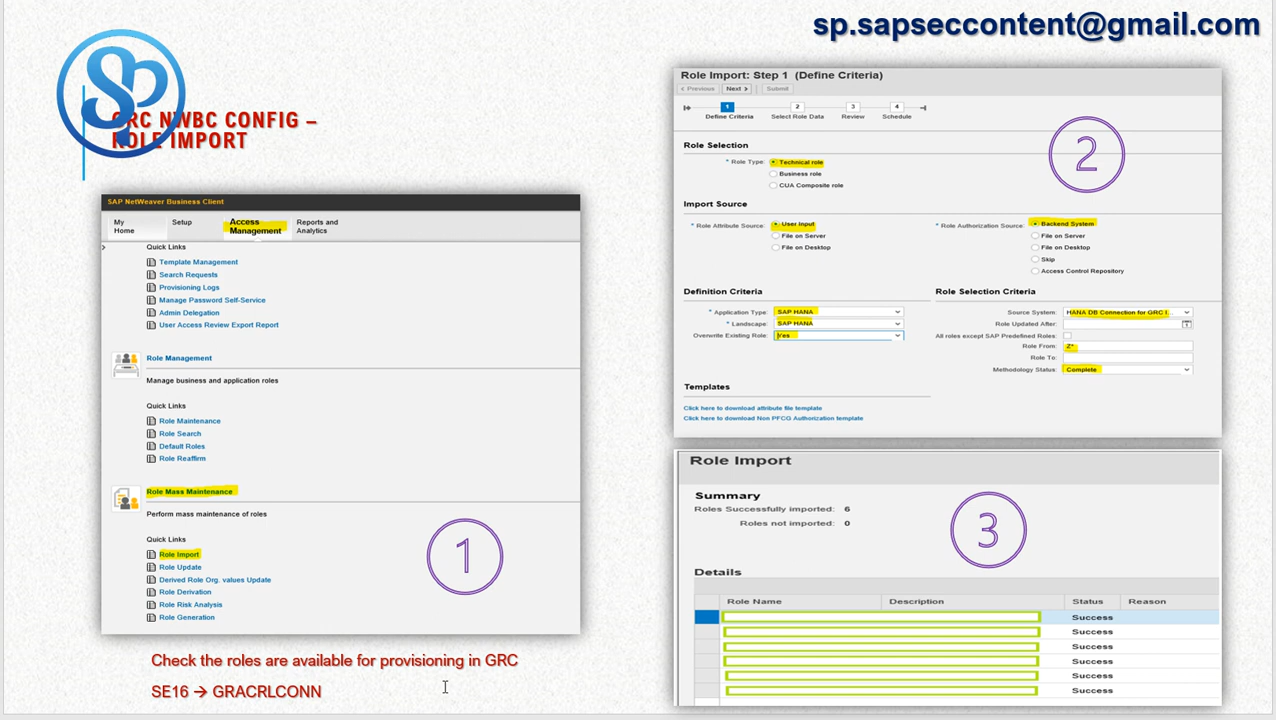 sp.sapseccontent@gmail.com
Sp
GRC NWBC CONFIG –
ROLE IMPORT
SAP NetWeaver Business Client
My Home
Setup
Access Management
Reports and Analytics
Quick Links
Template Management
Search Requests
Provisioning Logs
Manage Password Self-Service
Admin Delegation
User Access Review Export Report
Role Management
Manage business and application roles
Quick Links
Role Maintenance
Role Search
Default Roles
Role Reaffirm
Role Mass Maintenance
Perform mass maintenance of roles
Quick Links
Role Import
Role Update
Derived Role Org. values Update
Role Derivation
Role Risk Analysis
Role Generation
1
Check the roles are available for provisioning in GRC
SE16 → GRACRLCONN
Role Import: Step 1 (Define Criteria)
< Previous Next > Submit
1 2 3 4
Define Criteria Select Role Data Review Schedule
2
Role Selection
* Role Type: Technical role
Business role
CUA Composite role
Import Source
* Role Attribute Source: User Input
File on Server
File on Desktop
* Role Authorization Source: Backend System
File on Server
File on Desktop
Skip
Access Control Repository
Definition Criteria
* Application Type: SAP HANA
* Landscape: SAP HANA
Overwrite Existing Role: Yes
Role Selection Criteria
Source System: HANA DB Connection for GRC I...
Role Updated After:
All roles except SAP Predefined Roles:
Role From: Z*
Role To:
Methodology Status: Complete
Templates
Click here to download attribute file template
Click here to download Non PFCG Authorization template
Role Import
Summary
Roles Successfully imported: 6
Roles not imported: 0
3
Details
Role Name Description Status Reason
Success
Success
Success
Success
Success
Success